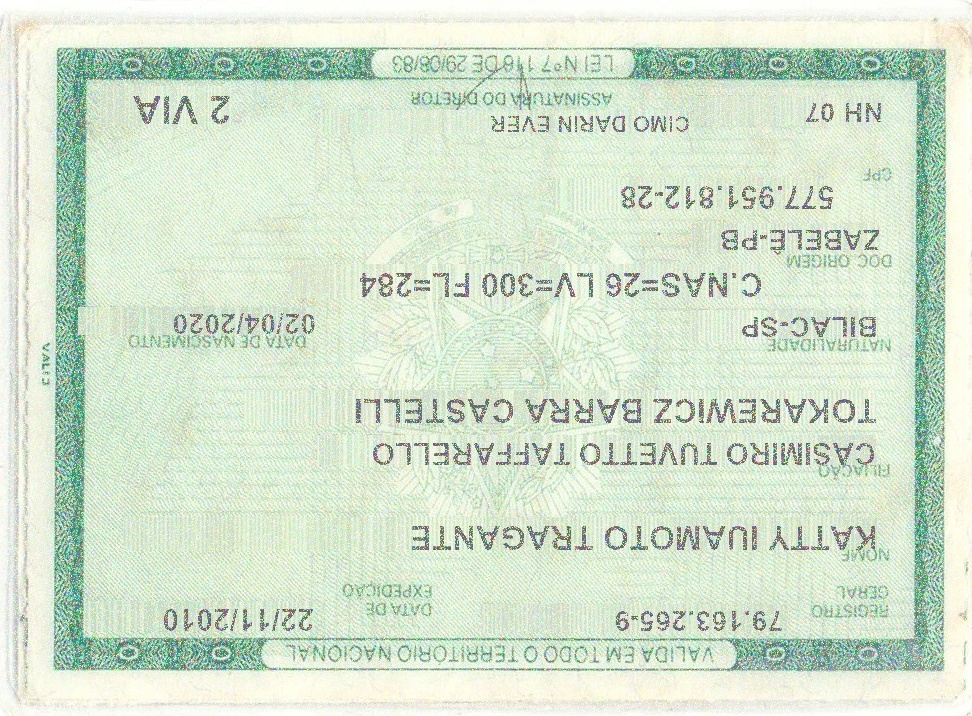 VALIDA EM TODO O TERRITORIO NACIONAL
REGISTRO GERAL 79.163.265-9 DATA DE EXPEDIÇÃO 22/11/2010
NOME
KATTY IUAMOTO TRAGANTE
FILIAÇÃO
CASIMIRO TUVETTO TAFFARELLO
TOKAREWICZ BARRA CASTELLI
NATURALIDADE DATA DE NASCIMENTO
BILAC-SP 02/04/2020
C.NAS=26 LV=300 FL=284
DOC ORIGEM
ZABELÊ-PB
577.951.812-28
CPF
NH 07 CIMO DARIN EVER 2 VIA
ASSINATURA DO DIRETOR
LEI Nº 7.116 DE 29/08/83